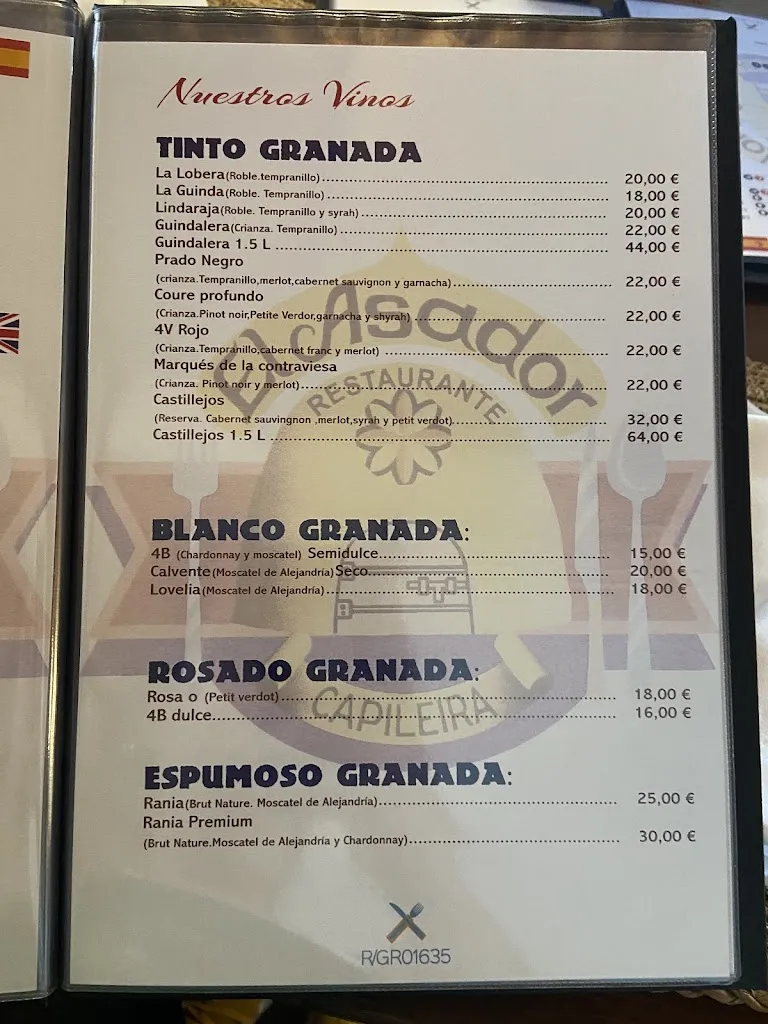 Nuestros Vinos
TINTO GRANADA
La Lobera(Roble.tempranillo) 20,00 €
La Guinda(Roble. Tempranillo) 18,00 €
Lindaraja(Roble. Tempranillo y syrah) 20,00 €
Guindalera(Crianza. Tempranillo) 22,00 €
Guindalera 1.5 L 44,00 €
Prado Negro
(crianza.Tempranillo,merlot,cabernet sauvignon y garnacha) 22,00 €
Coure profundo
(Crianza.Pinot noir,Petite Verdor,garnacha y shyrah) 22,00 €
4V Rojo
(Crianza.Tempranillo,cabernet franc y merlot) 22,00 €
Marqués de la contraviesa
(Crianza. Pinot noir y merlot) 22,00 €
Castillejos
(Reserva. Cabernet sauvingnon ,merlot,syrah y petit verdot) 32,00 €
Castillejos 1.5 L 64,00 €
El Asador
RESTAURANTE
BLANCO GRANADA:
4B (Chardonnay y moscatel) Semidulce 15,00 €
Calvente(Moscatel de Alejandría)Seco 20,00 €
Lovelia(Moscatel de Alejandría) 18,00 €
ROSADO GRANADA:
Rosa o (Petit verdot) 18,00 €
4B dulce 16,00 €
CAPILEIRA
ESPUMOSO GRANADA:
Rania(Brut Nature. Moscatel de Alejandría) 25,00 €
Rania Premium
(Brut Nature.Moscatel de Alejandría y Chardonnay) 30,00 €
R/GR01635